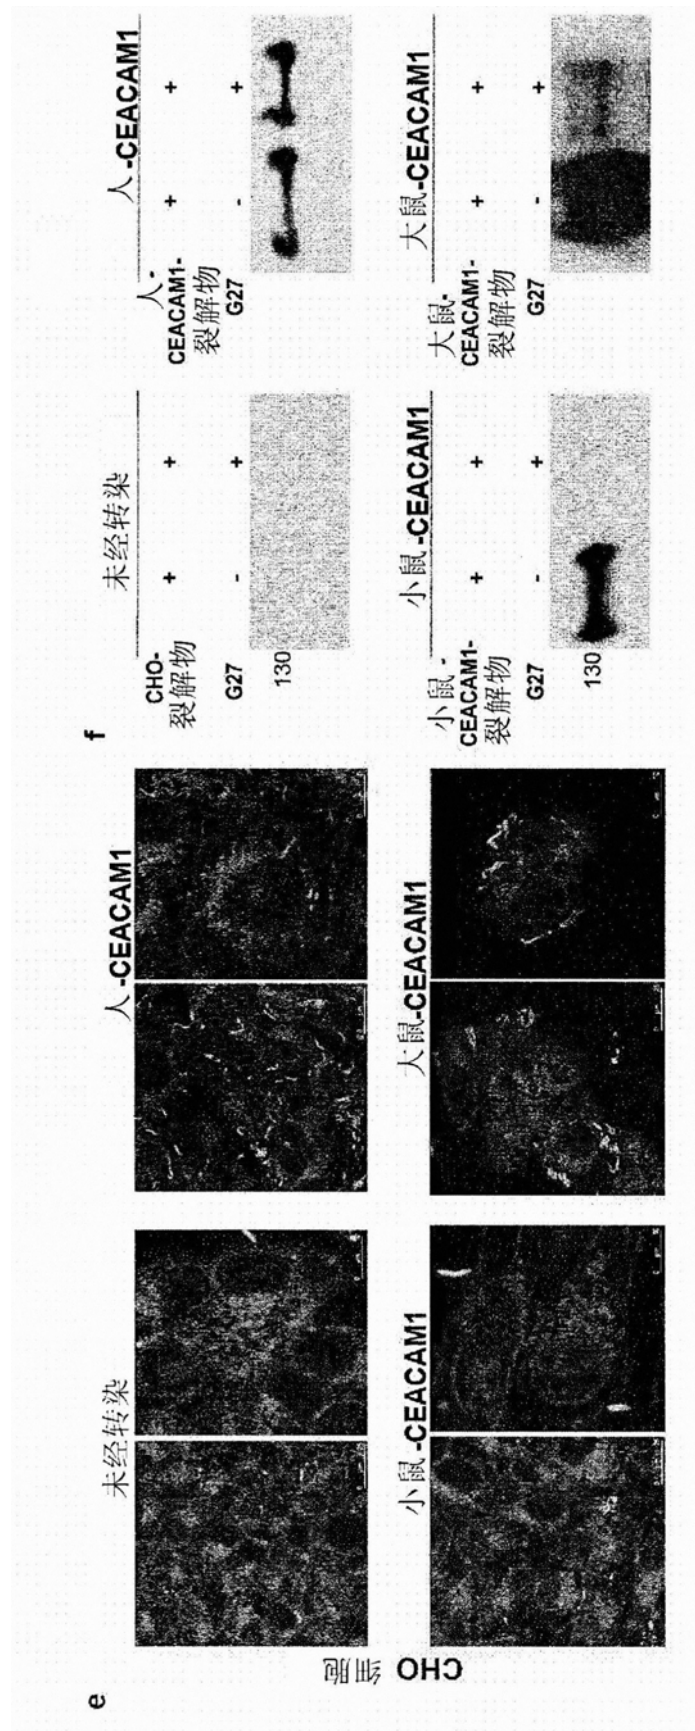 e
CHO 细胞
未经转染
人-CEACAM1
小鼠-CEACAM1
大鼠-CEACAM1
f
未经转染
CHO-
裂解物
+ +
G27
- +
130
人-CEACAM1
人-
CEACAM1-
裂解物
+ +
G27
- +
小鼠-CEACAM1
小鼠-
CEACAM1-
裂解物
+ +
G27
- +
130
大鼠-CEACAM1
大鼠-
CEACAM1-
裂解物
+ +
G27
- +